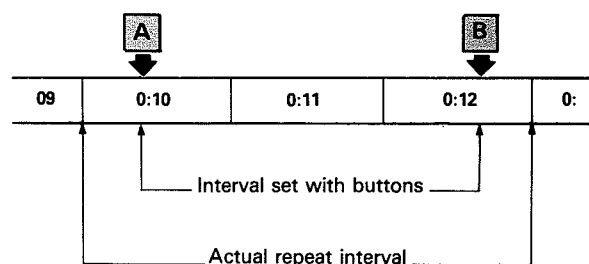 A B
09 0:10 0:11 0:12 0:
Interval set with buttons
Actual repeat interval